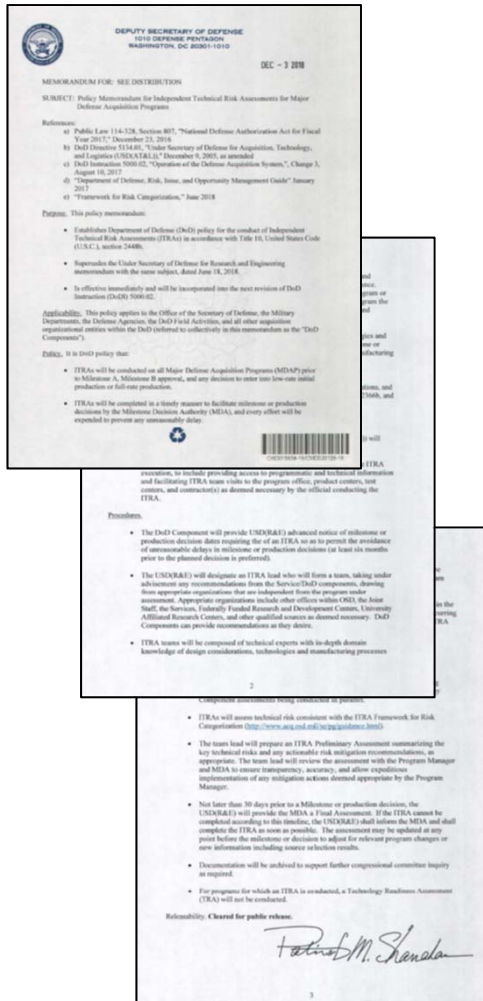 DEPUTY SECRETARY OF DEFENSE
1010 DEFENSE PENTAGON
WASHINGTON, DC 20301-1010
DEC - 3 2018
MEMORANDUM FOR: SEE DISTRIBUTION
SUBJECT: Policy Memorandum for Independent Technical Risk Assessments for Major
Defense Acquisition Programs
References:
a) Public Law 114-328, Section 807, "National Defense Authorization Act for Fiscal
Year 2017," December 23, 2016
b) DoD Directive 5134.01, "Under Secretary of Defense for Acquisition, Technology,
and Logistics (USD(AT&L))," December 9, 2005, as amended
c) DoD Instruction 5000.02, "Operation of the Defense Acquisition System,", Change 3,
August 10, 2017
d) "Department of Defense, Risk, Issue, and Opportunity Management Guide" January
2017
e) "Framework for Risk Categorization," June 2018
Purpose. This policy memorandum:
• Establishes Department of Defense (DoD) policy for the conduct of Independent
Technical Risk Assessments (ITRAs) in accordance with Title 10, United States Code
(U.S.C.), section 2448b.
• Supersedes the Under Secretary of Defense for Research and Engineering
memorandum with the same subject, dated June 18, 2018.
• Is effective immediately and will be incorporated into the next revision of DoD
Instruction (DoDI) 5000.02.
Applicability. This policy applies to the Office of the Secretary of Defense, the Military
Departments, the Defense Agencies, the DoD Field Activities, and all other acquisition
organizational entities within the DoD (referred to collectively in this memorandum as the "DoD
Components").
Policy. It is DoD policy that:
• ITRAs will be conducted on all Major Defense Acquisition Programs (MDAP) prior
to Milestone A, Milestone B approval, and any decision to enter into low-rate initial
production or full-rate production.
• ITRAs will be completed in a timely manner to facilitate milestone or production
decisions by the Milestone Decision Authority (MDA), and every effort will be
expended to prevent any unreasonable delay.
and
ance.
gram or
gram the
nd
gies and
one or
ufacturing
tions, and
2366b, and
) will
ITRA
execution, to include providing access to programmatic and technical information
and facilitating ITRA team visits to the program office, product centers, test
centers, and contractor(s) as deemed necessary by the official conducting the
ITRA.
Procedures.
• The DoD Component will provide USD(R&E) advanced notice of milestone or
production decision dates requiring the of an ITRA so as to permit the avoidance
of unreasonable delays in milestone or production decisions (at least six months
prior to the planned decision is preferred).
• The USD(R&E) will designate an ITRA lead who will form a team, taking under
advisement any recommendations from the Service/DoD components, drawing
from appropriate organizations that are independent from the program under
assessment. Appropriate organizations include other offices within OSD, the Joint
Staff, the Services, Federally Funded Research and Development Centers, University
Affiliated Research Centers, and other qualified sources as deemed necessary. DoD
Components can provide recommendations as they desire.
• ITRA teams will be composed of technical experts with in-depth domain
knowledge of design considerations, technologies and manufacturing processes
2
in the
TRA
Component assessments being conducted in parallel.
• ITRAs will assess technical risk consistent with the ITRA Framework for Risk
Categorization (http://www.acq.osd.mil/se/pg/guidance.html).
• The team lead will prepare an ITRA Preliminary Assessment summarizing the
key technical risks and any actionable risk mitigation recommendations, as
appropriate. The team lead will review the assessment with the Program Manager
and MDA to ensure transparency, accuracy, and allow expeditious
implementation of any mitigation actions deemed appropriate by the Program
Manager.
• Not later than 30 days prior to a Milestone or production decision, the
USD(R&E) will provide the MDA a Final Assessment. If the ITRA cannot be
completed according to this timeline, the USD(R&E) shall inform the MDA and shall
complete the ITRA as soon as possible. The assessment may be updated at any
point before the milestone or decision to adjust for relevant program changes or
new information including source selection results.
• Documentation will be archived to support further congressional committee inquiry
as required.
• For programs for which an ITRA is conducted, a Technology Readiness Assessment
(TRA) will not be conducted.
Releasability. Cleared for public release.
3